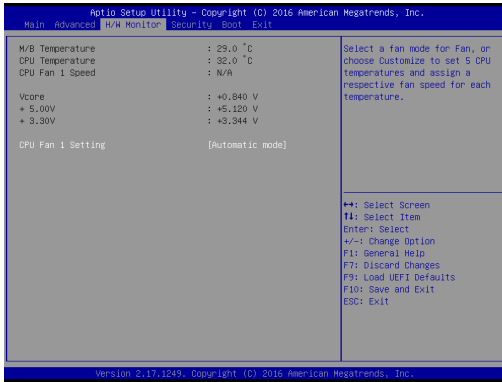 Aptio Setup Utility - Copyright (C) 2016 American Megatrends, Inc.
Main Advanced H/W Monitor Security Boot Exit
M/B Temperature : 29.0 °C
CPU Temperature : 32.0 °C
CPU Fan 1 Speed : N/A
Vcore : +0.840 V
+ 5.00V : +5.120 V
+ 3.30V : +3.344 V
CPU Fan 1 Setting [Automatic mode]
Select a fan mode for Fan, or
choose Customize to set 5 CPU
temperatures and assign a
respective fan speed for each
temperature.
↔: Select Screen
↑↓: Select Item
Enter: Select
+/-: Change Option
F1: General Help
F7: Discard Changes
F9: Load UEFI Defaults
F10: Save and Exit
ESC: Exit
Version 2.17.1249. Copyright (C) 2016 American Megatrends, Inc.